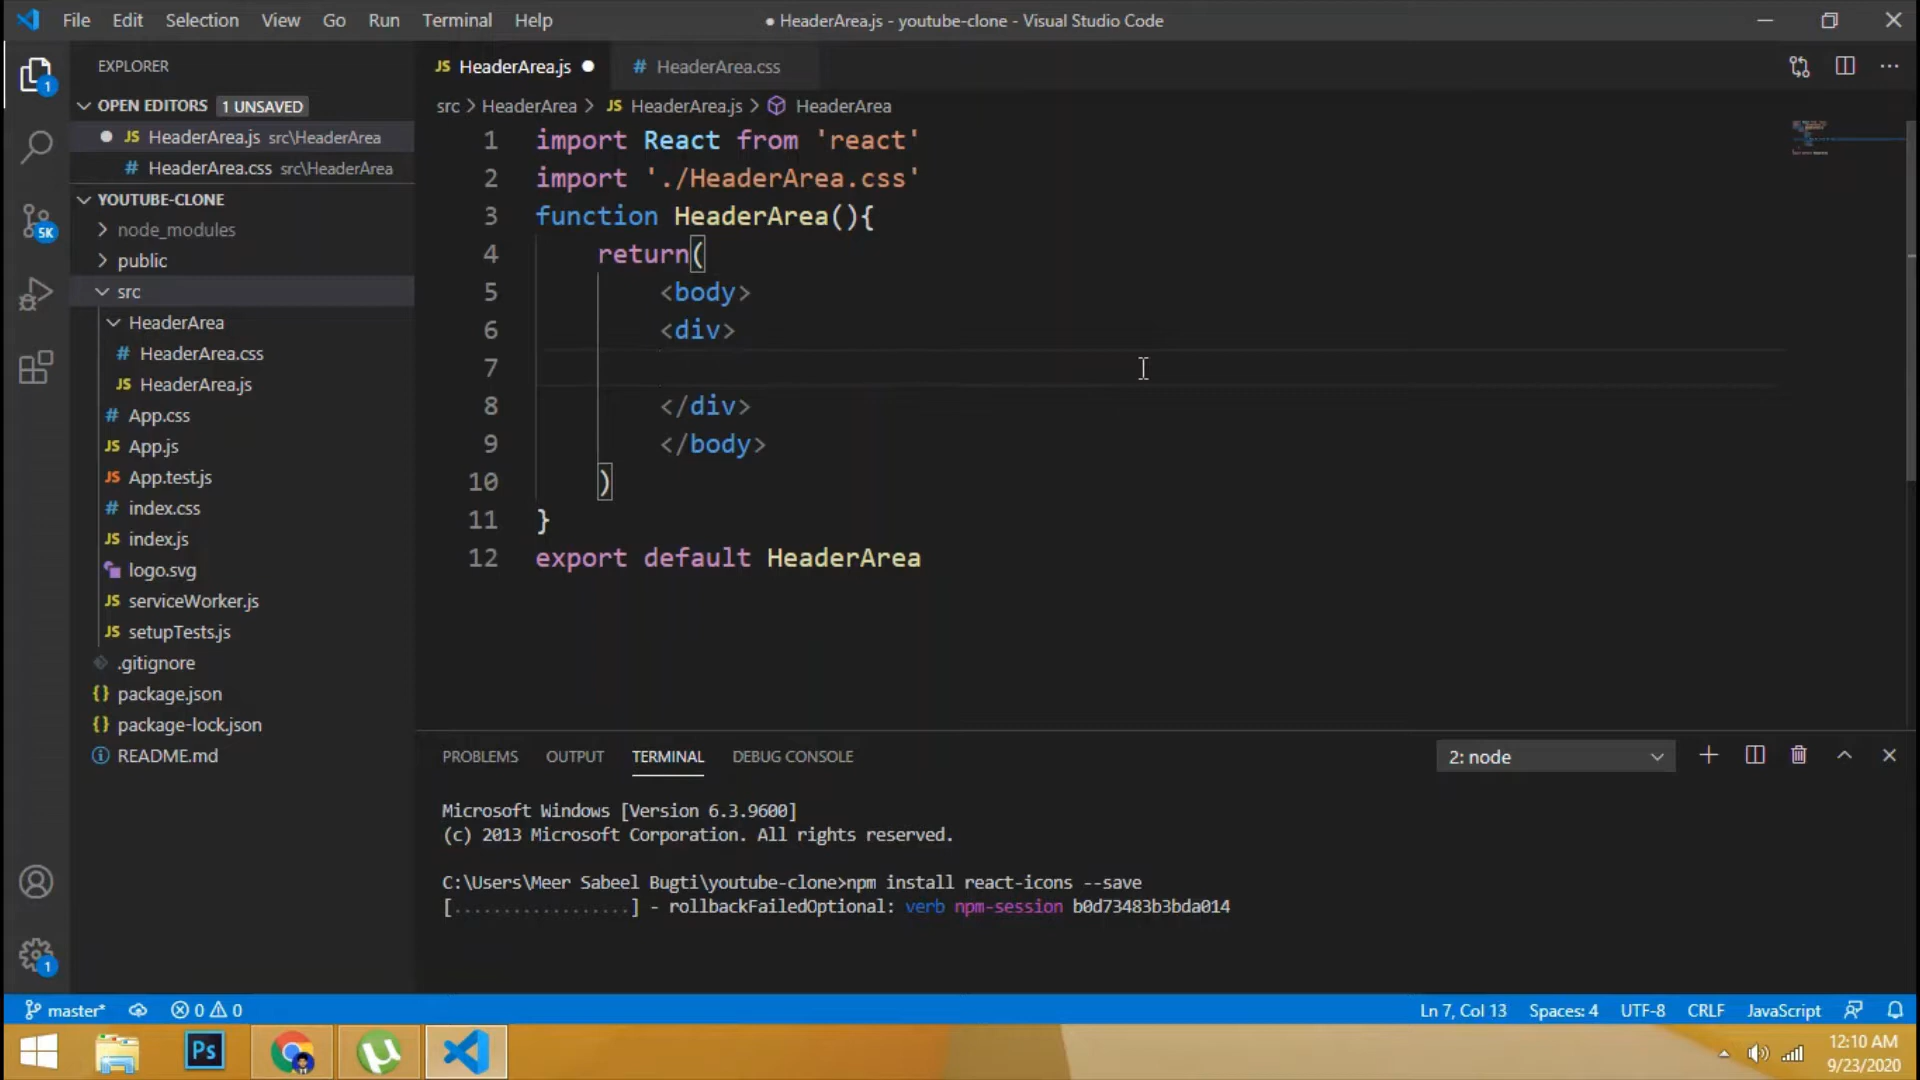 File Edit Selection View Go Run Terminal Help ● HeaderArea.js - youtube-clone - Visual Studio Code
EXPLORER
OPEN EDITORS 1 UNSAVED
JS HeaderArea.js src\HeaderArea
# HeaderArea.css src\HeaderArea
YOUTUBE-CLONE
node_modules
public
src
HeaderArea
# HeaderArea.css
JS HeaderArea.js
# App.css
JS App.js
JS App.test.js
# index.css
JS index.js
logo.svg
JS serviceWorker.js
JS setupTests.js
.gitignore
{} package.json
{} package-lock.json
README.md
1
5K
1
JS HeaderArea.js ● # HeaderArea.css
src > HeaderArea > JS HeaderArea.js > HeaderArea
1 import React from 'react'
2 import './HeaderArea.css'
3 function HeaderArea(){
4 return(
5 <body>
6 <div>
7
8 </div>
9 </body>
10 )
11 }
12 export default HeaderArea
PROBLEMS OUTPUT TERMINAL DEBUG CONSOLE 2: node
Microsoft Windows [Version 6.3.9600]
(c) 2013 Microsoft Corporation. All rights reserved.
C:\Users\Meer Sabeel Bugti\youtube-clone>npm install react-icons --save
[..................] - rollbackFailedOptional: verb npm-session b0d73483b3bda014
master* 0 0 Ln 7, Col 13 Spaces: 4 UTF-8 CRLF JavaScript
Ps
12:10 AM
9/23/2020